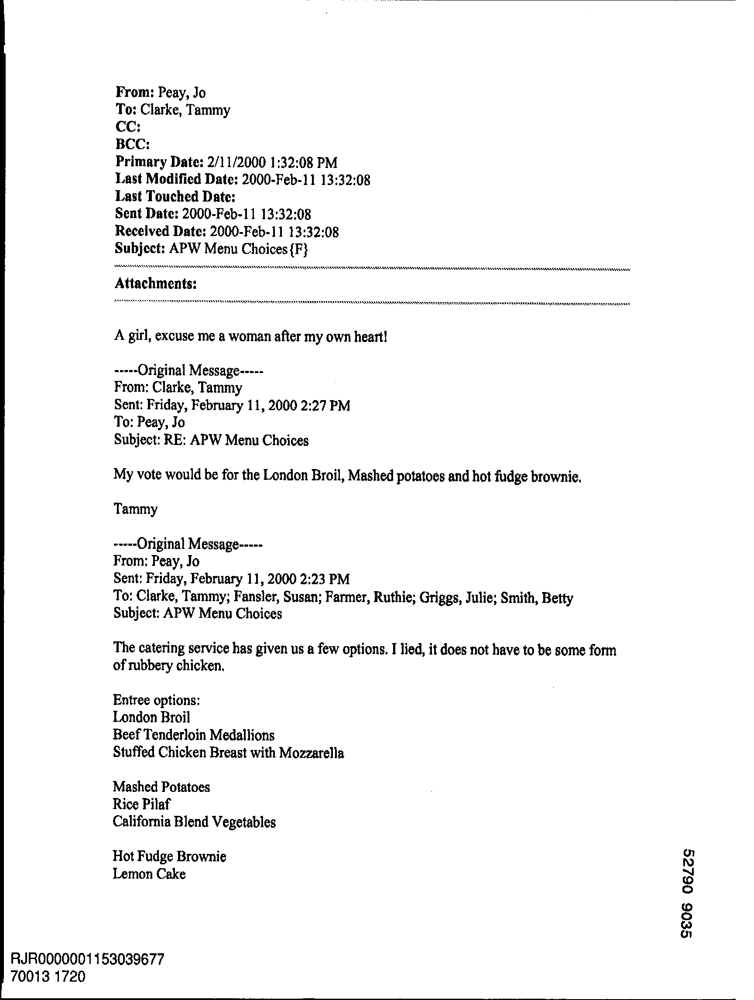 From: Peay, Jo
To: Clarke, Tammy
CC:
BCC:
Primary Date: 2/11/2000 1:32:08 PM
Last Modified Date: 2000-Feb-11 13:32:08
Last Touched Date:
Sent Date: 2000-Feb-11 13:32:08
Received Date: 2000-Feb-11 13:32:08
Subject: APW Menu Choices{F}
Attachments:
A girl, excuse me a woman after my own heart!
-----Original Message-----
From: Clarke, Tammy
Sent: Friday, February 11, 2000 2:27 PM
To: Peay, Jo
Subject: RE: APW Menu Choices
My vote would be for the London Broil, Mashed potatoes and hot fudge brownie.
Tammy
-----Original Message-----
From: Peay, Jo
Sent: Friday, February 11, 2000 2:23 PM
To: Clarke, Tammy; Fansler, Susan; Farmer, Ruthie; Griggs, Julie; Smith, Betty
Subject: APW Menu Choices
The catering service has given us a few options. I lied, it does not have to be some form
of rubbery chicken.
Entree options:
London Broil
Beef Tenderloin Medallions
Stuffed Chicken Breast with Mozzarella
Mashed Potatoes
Rice Pilaf
California Blend Vegetables
Hot Fudge Brownie
Lemon Cake
52790 9035
RJR0000001153039677
70013 1720